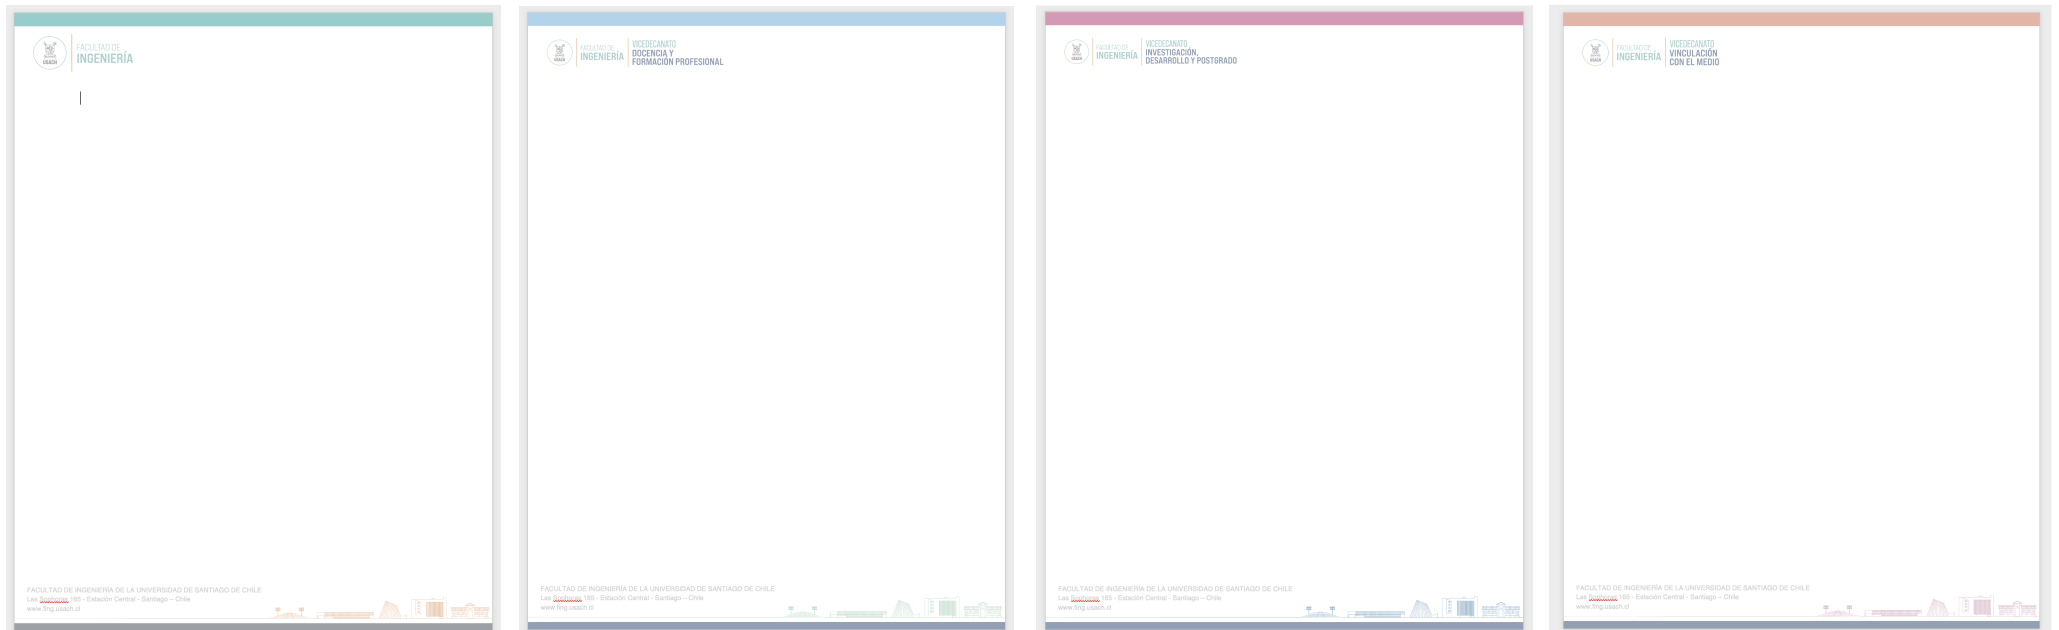 USACH
FACULTAD DE
INGENIERÍA
FACULTAD DE INGENIERÍA DE LA UNIVERSIDAD DE SANTIAGO DE CHILE
Las Sophoras 165 - Estación Central - Santiago – Chile
www.fing.usach.cl
USACH
FACULTAD DE
INGENIERÍA
VICEDECANATO
DOCENCIA Y
FORMACIÓN PROFESIONAL
FACULTAD DE INGENIERÍA DE LA UNIVERSIDAD DE SANTIAGO DE CHILE
Las Sophoras 165 - Estación Central - Santiago – Chile
www.fing.usach.cl
USACH
FACULTAD DE
INGENIERÍA
VICEDECANATO
INVESTIGACIÓN,
DESARROLLO Y POSTGRADO
FACULTAD DE INGENIERÍA DE LA UNIVERSIDAD DE SANTIAGO DE CHILE
Las Sophoras 165 - Estación Central - Santiago – Chile
www.fing.usach.cl
USACH
FACULTAD DE
INGENIERÍA
VICEDECANATO
VINCULACIÓN
CON EL MEDIO
FACULTAD DE INGENIERÍA DE LA UNIVERSIDAD DE SANTIAGO DE CHILE
Las Sophoras 165 - Estación Central - Santiago – Chile
www.fing.usach.cl